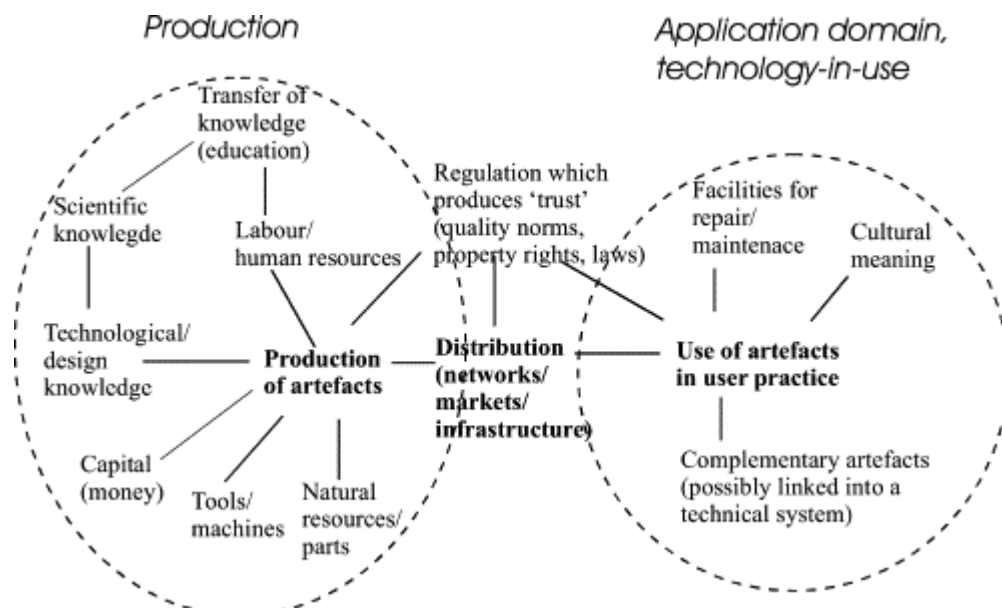 Production
Application domain,
technology-in-use
Transfer of
knowledge
(education)
Regulation which
produces ‘trust’
(quality norms,
property rights, laws)
Facilities for
repair/
maintenace
Cultural
meaning
Scientific
knowlegde
Labour/
human resources
Technological/
design
knowledge
Production
of artefacts
Distribution
(networks/
markets/
infrastructure)
Use of artefacts
in user practice
Capital
(money)
Tools/
machines
Natural
resources/
parts
Complementary artefacts
(possibly linked into a
technical system)